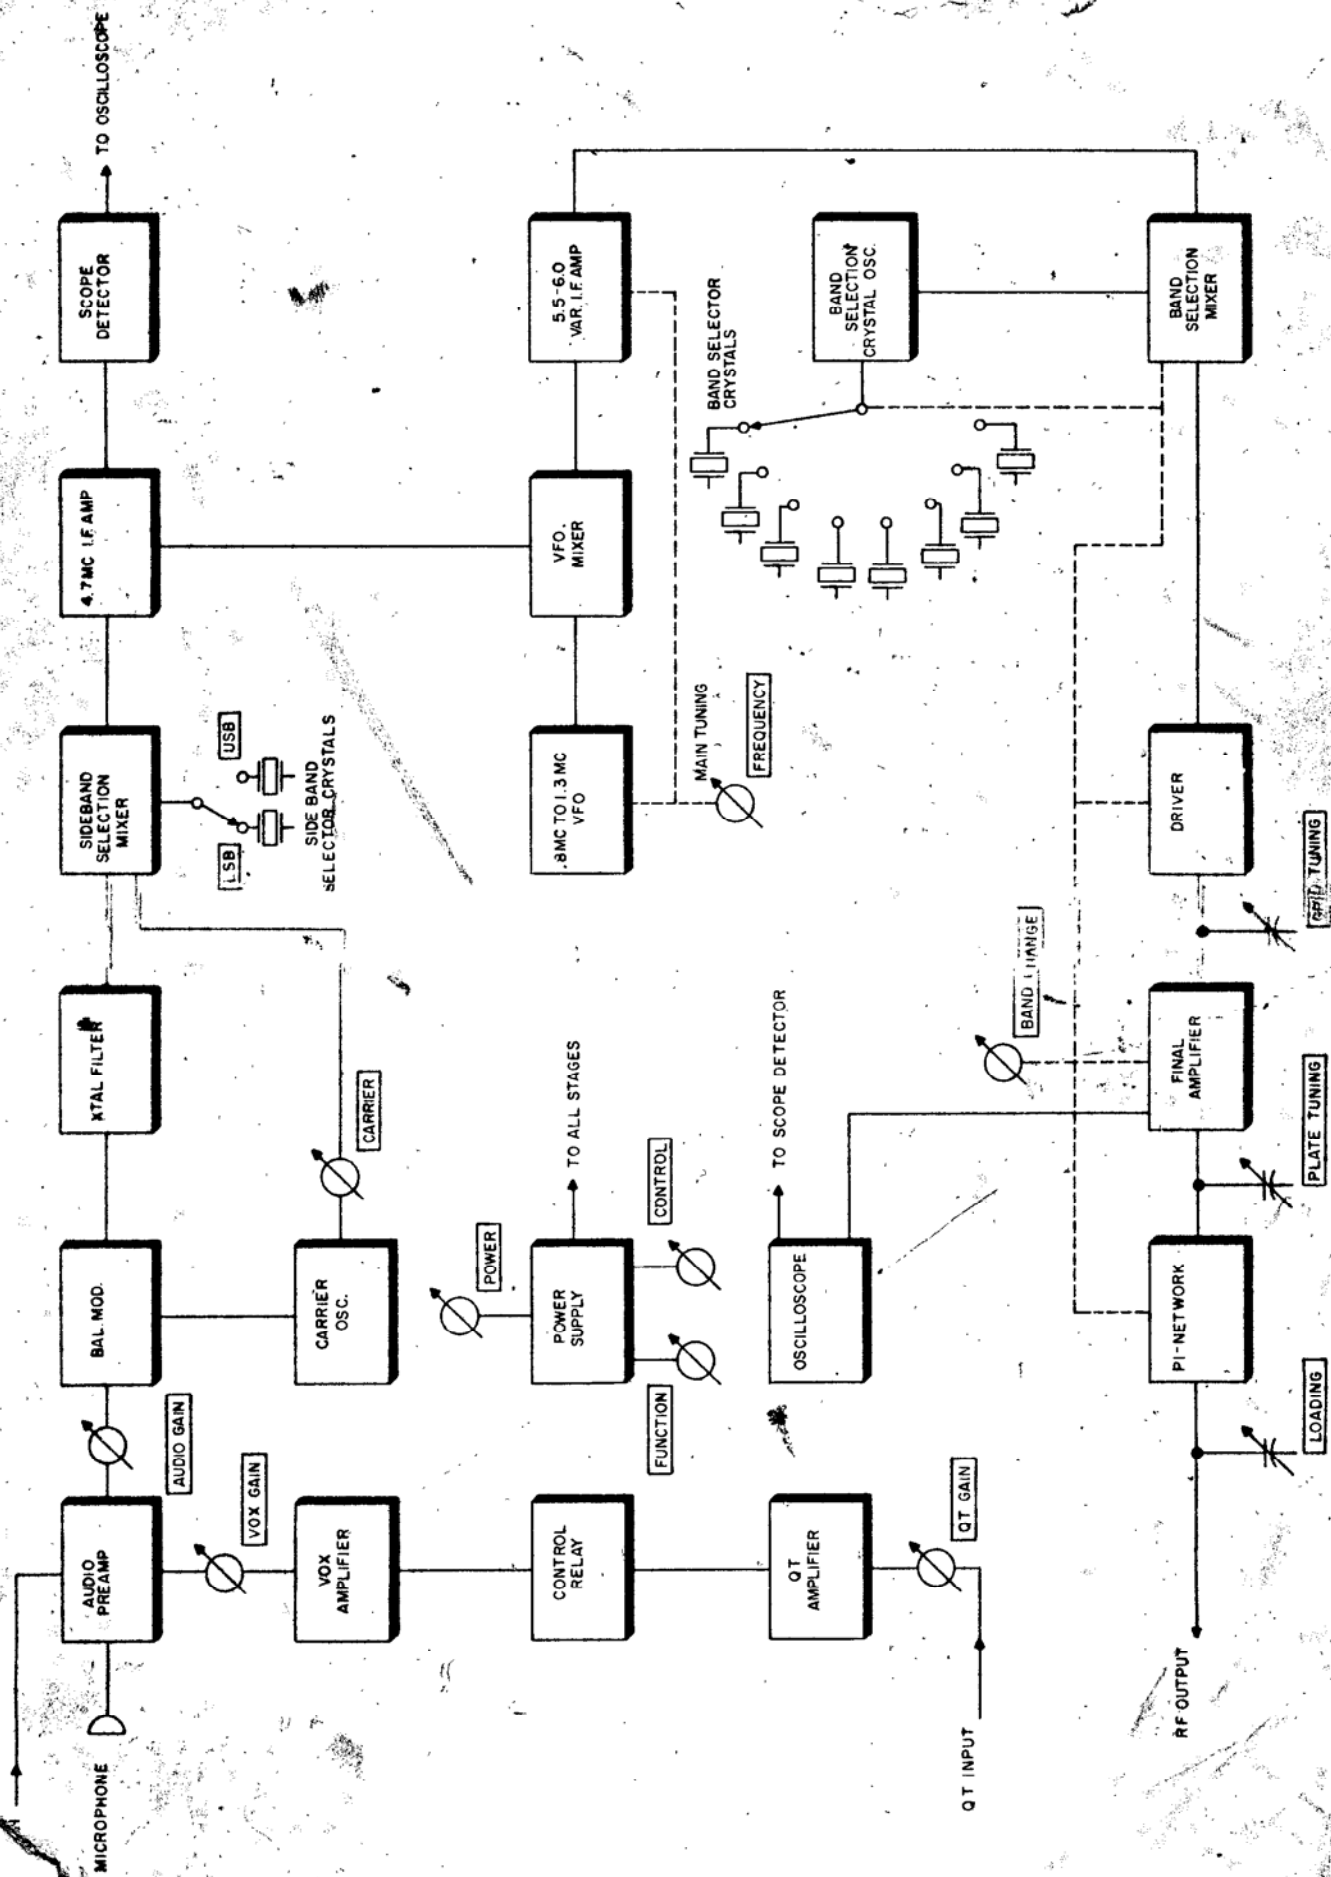 MICROPHONE
AUDIO
PREAMP
AUDIO GAIN
BAL. MOD.
XTAL FILTER
SIDEBAND
SELECTION
MIXER
4.7MC I.F. AMP
SCOPE
DETECTOR
TO OSCILLOSCOPE
LSB
USB
SIDE BAND
SELECTOR CRYSTALS
VOX GAIN
VOX
AMPLIFIER
CARRIER
OSC.
CARRIER
POWER
CONTROL
RELAY
POWER
SUPPLY
TO ALL STAGES
.8MC TO 1.3 MC
VFO
VFO.
MIXER
5.5-6.0
VAR. I.F. AMP
FUNCTION
CONTROL
MAIN TUNING
FREQUENCY
BAND SELECTOR
CRYSTALS
QT
AMPLIFIER
OSCILLOSCOPE
TO SCOPE DETECTOR
BAND
SELECTION
CRYSTAL OSC.
QT GAIN
QT INPUT
BAND CHANGE
RF OUTPUT
PI-NETWORK
FINAL
AMPLIFIER
DRIVER
BAND
SELECTION
MIXER
LOADING
PLATE TUNING
GRID TUNING